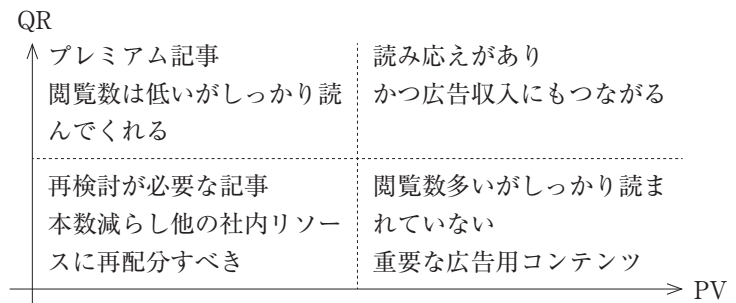 QR
プレミアム記事
閲覧数は低いがしっかり読
んでくれる
読み応えがあり
かつ広告収入にもつながる
再検討が必要な記事
本数減らし他の社内リソー
スに再配分すべき
閲覧数多いがしっかり読ま
れていない
重要な広告用コンテンツ
PV